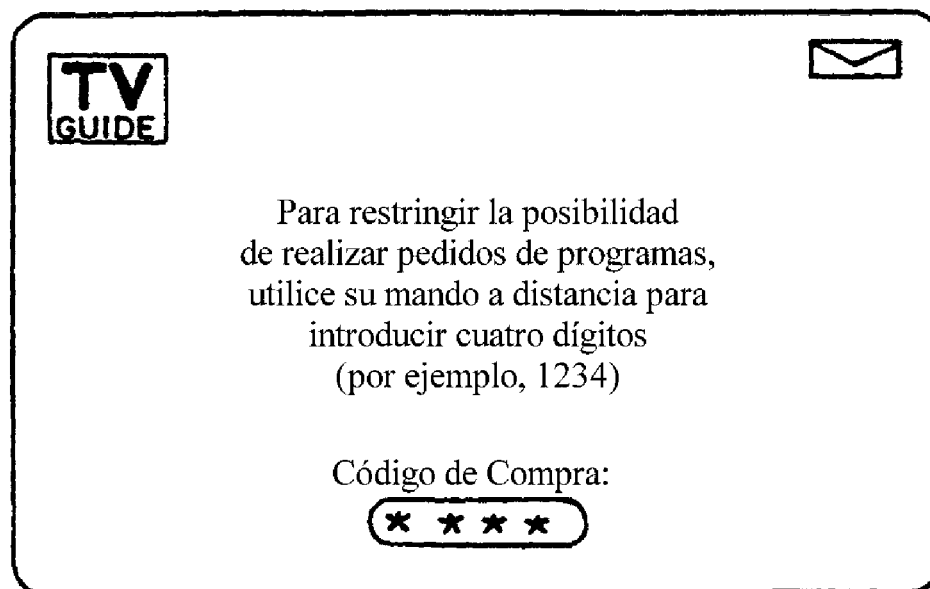 TV
GUIDE
Para restringir la posibilidad
de realizar pedidos de programas,
utilice su mando a distancia para
introducir cuatro dígitos
(por ejemplo, 1234)
Código de Compra:
* * * *